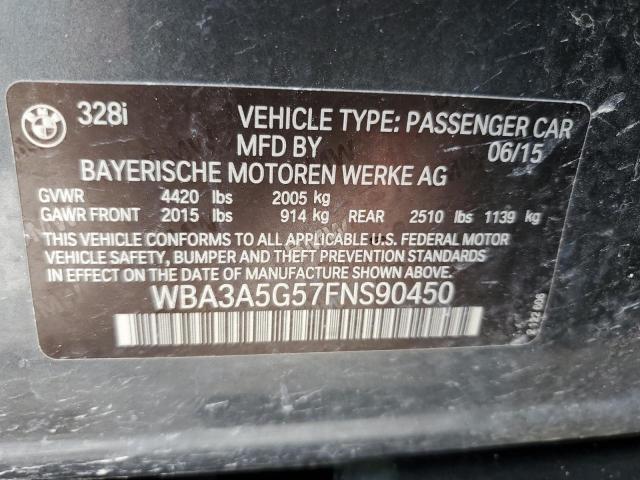 BMW
328i VEHICLE TYPE: PASSENGER CAR
MFD BY 06/15
BAYERISCHE MOTOREN WERKE AG
GVWR 4420 lbs 2005 kg
GAWR FRONT 2015 lbs 914 kg REAR 2510 lbs 1139 kg
THIS VEHICLE CONFORMS TO ALL APPLICABLE U.S. FEDERAL MOTOR
VEHICLE SAFETY, BUMPER AND THEFT PREVENTION STANDARDS
IN EFFECT ON THE DATE OF MANUFACTURE SHOWN ABOVE.
WBA3A5G57FNS90450